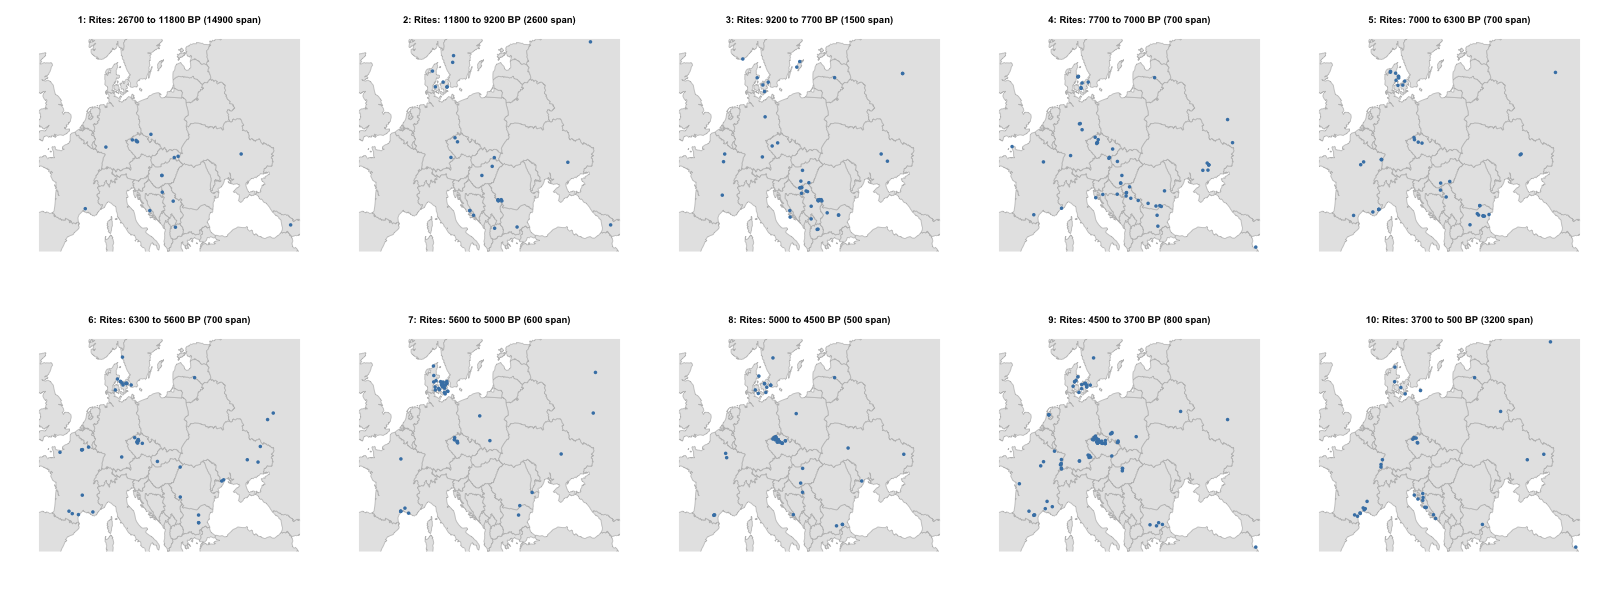 1: Rites: 26700 to 11800 BP (14900 span)
2: Rites: 11800 to 9200 BP (2600 span)
3: Rites: 9200 to 7700 BP (1500 span)
4: Rites: 7700 to 7000 BP (700 span)
5: Rites: 7000 to 6300 BP (700 span)
6: Rites: 6300 to 5600 BP (700 span)
7: Rites: 5600 to 5000 BP (600 span)
8: Rites: 5000 to 4500 BP (500 span)
9: Rites: 4500 to 3700 BP (800 span)
10: Rites: 3700 to 500 BP (3200 span)